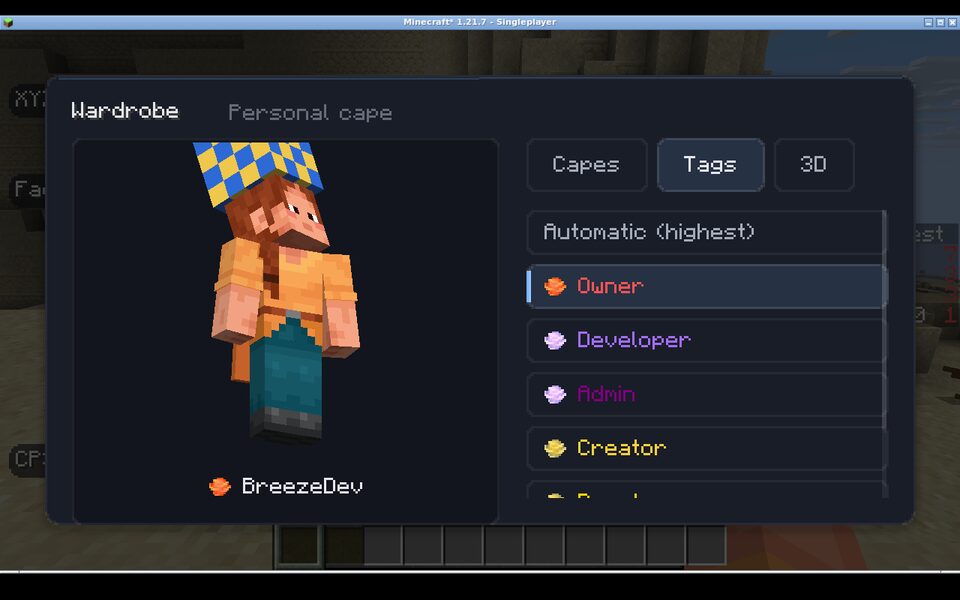 Minecraft* 1.21.7 - Singleplayer
Wardrobe
Personal cape
Capes
Tags
3D
Automatic (highest)
Owner
Developer
Admin
Creator
BreezeDev